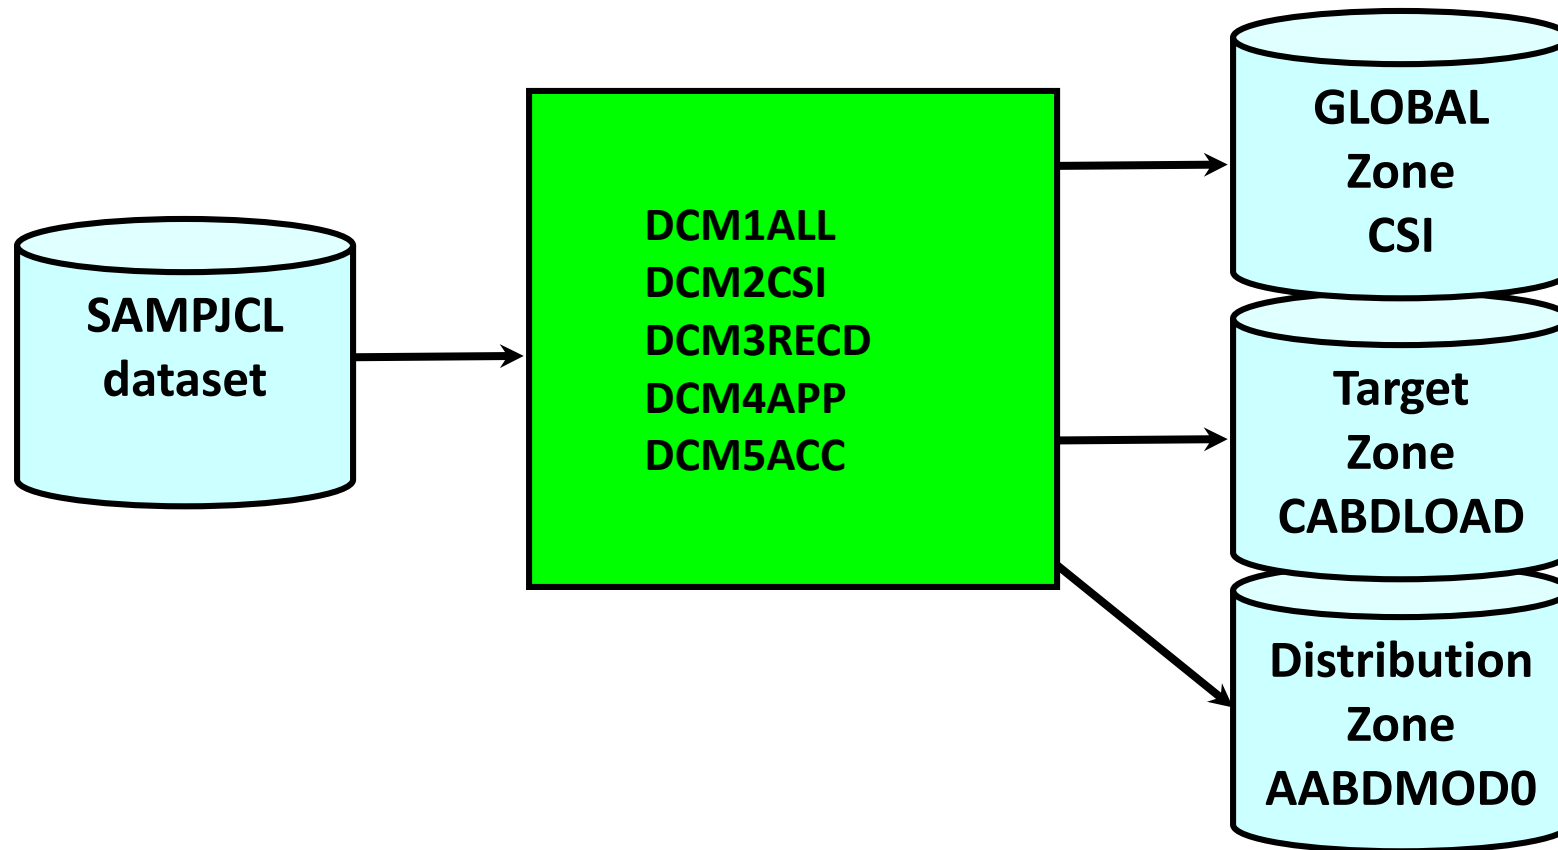 SAMPJCL
dataset
DCM1ALL
DCM2CSI
DCM3RECD
DCM4APP
DCM5ACC
GLOBAL
Zone
CSI
Target
Zone
CABDLOAD
Distribution
Zone
AABDMOD0